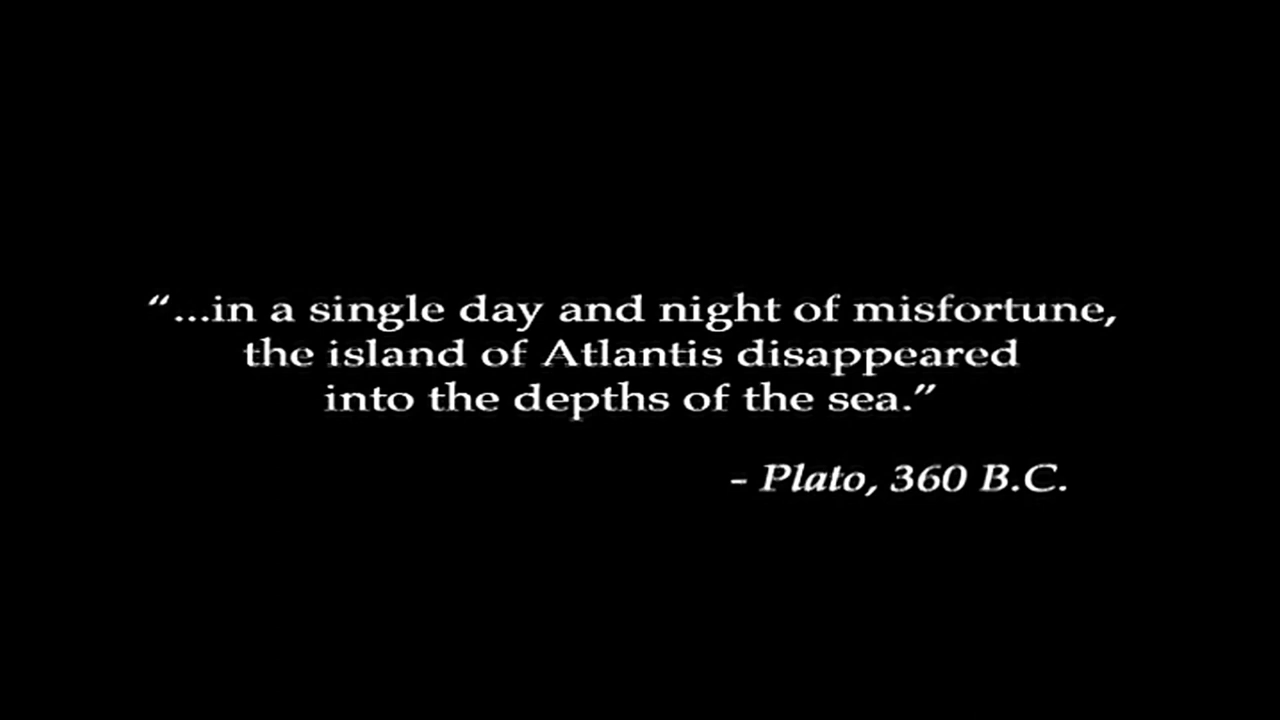 “...in a single day and night of misfortune,
the island of Atlantis disappeared
into the depths of the sea.”
– Plato, 360 B.C.